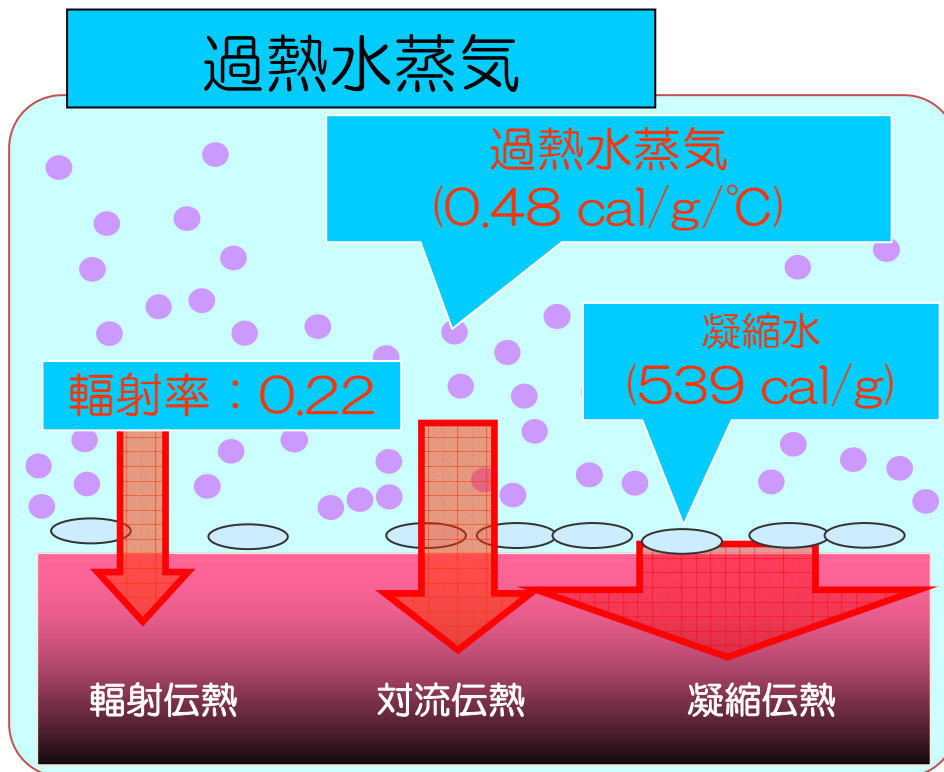 過熱水蒸気
過熱水蒸気
(0.48 cal/g/℃)
凝縮水
(539 cal/g)
輻射率：0.22
輻射伝熱
対流伝熱
凝縮伝熱